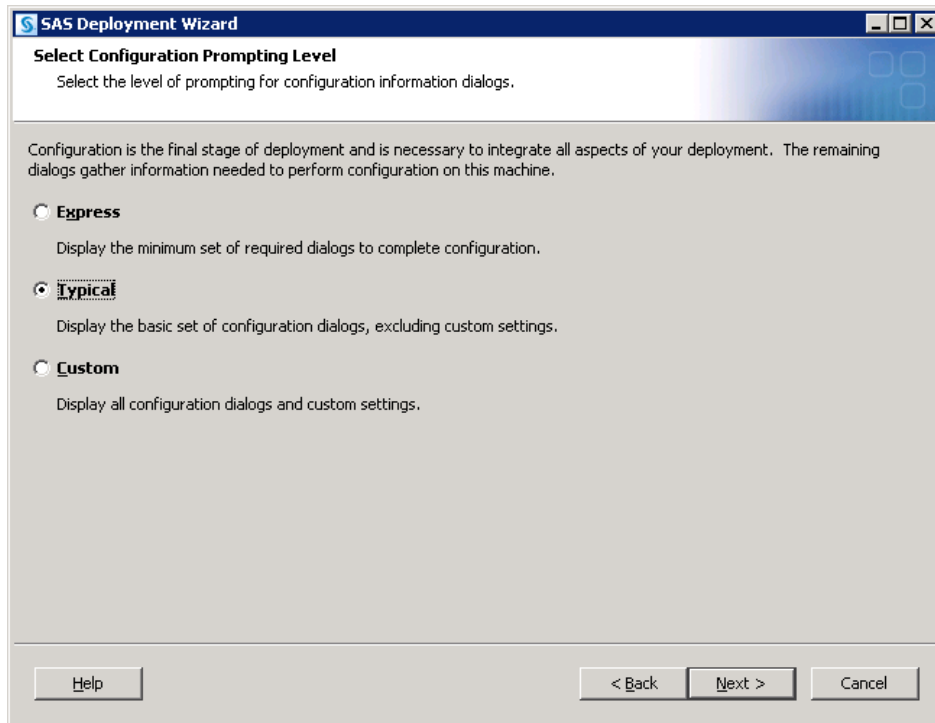 SAS Deployment Wizard
Select Configuration Prompting Level
Select the level of prompting for configuration information dialogs.
Configuration is the final stage of deployment and is necessary to integrate all aspects of your deployment. The remaining
dialogs gather information needed to perform configuration on this machine.
Express
Display the minimum set of required dialogs to complete configuration.
Typical
Display the basic set of configuration dialogs, excluding custom settings.
Custom
Display all configuration dialogs and custom settings.
Help
< Back
Next >
Cancel